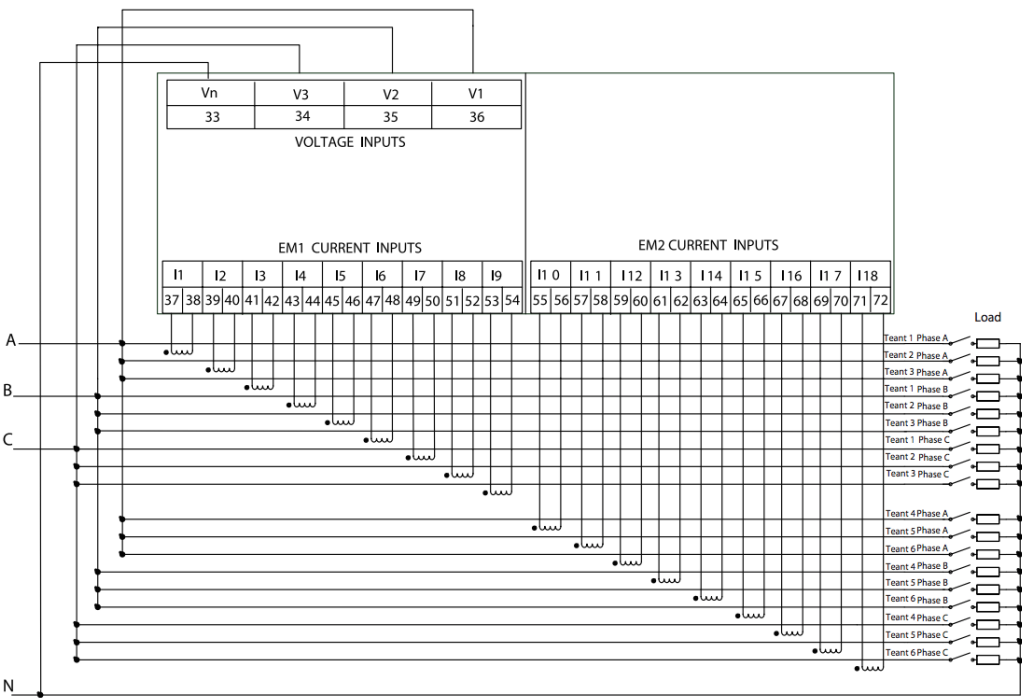 Vn V3 V2 V1
33 34 35 36
VOLTAGE INPUTS
EM1 CURRENT INPUTS
EM2 CURRENT INPUTS
I1 I2 I3 I4 I5 I6 I7 I8 I9
I1 0 I1 1 I12 I1 3 I14 I1 5 I16 I1 7 I18
37 38 39 40 41 42 43 44 45 46 47 48 49 50 51 52 53 54
55 56 57 58 59 60 61 62 63 64 65 66 67 68 69 70 71 72
Load
A
Teant 1 Phase A
Teant 2 Phase A
Teant 3 Phase A
B
Teant 1 Phase B
Teant 2 Phase B
Teant 3 Phase B
C
Teant 1 Phase C
Teant 2 Phase C
Teant 3 Phase C
Teant 4 Phase A
Teant 5 Phase A
Teant 6 Phase A
Teant 4 Phase B
Teant 5 Phase B
Teant 6 Phase B
Teant 4 Phase C
Teant 5 Phase C
Teant 6 Phase C
N